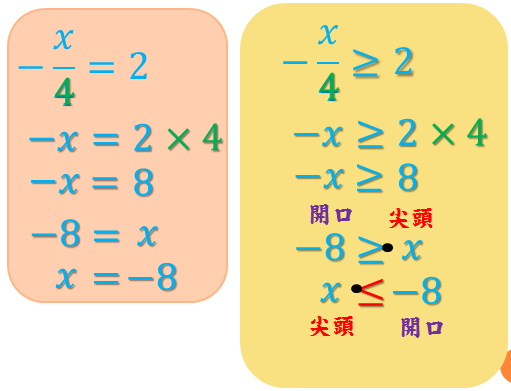 -x/4 = 2
-x = 2 × 4
-x = 8
-8 = x
x = -8
-x/4 ≥ 2
-x ≥ 2 × 4
-x ≥ 8
開口 尖頭
-8 ≥ x
x ≤ -8
尖頭 開口